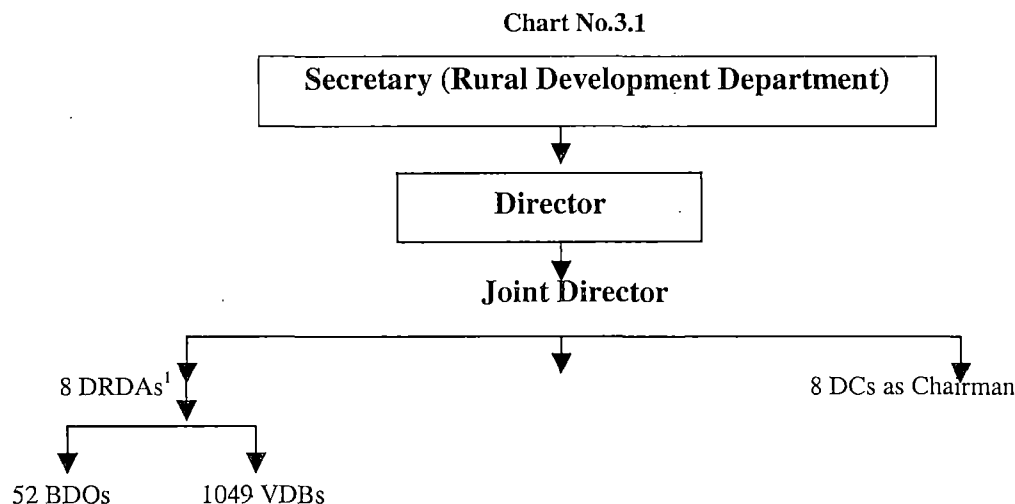 Chart No.3.1
Secretary (Rural Development Department)
Director
Joint Director
8 DRDAs¹
8 DCs as Chairman
52 BDOs
1049 VDBs